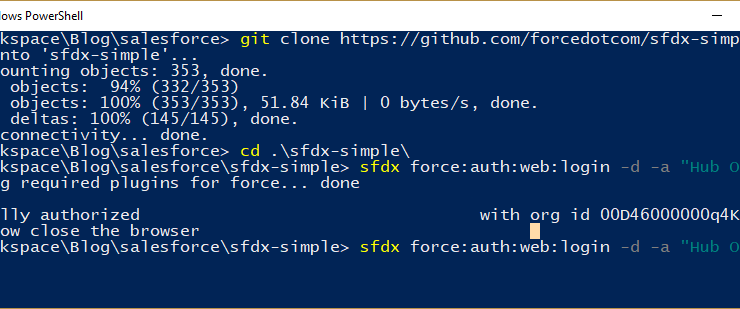 ows PowerShell
kspace\Blog\salesforce> git clone https://github.com/forcedotcom/sfdx-simp
nto 'sfdx-simple'...
ounting objects: 353, done.
objects:  94% (332/353)
objects: 100% (353/353), 51.84 KiB | 0 bytes/s, done.
deltas: 100% (145/145), done.
connectivity... done.
kspace\Blog\salesforce> cd .\sfdx-simple\
kspace\Blog\salesforce\sfdx-simple> sfdx force:auth:web:login -d -a "Hub O
g required plugins for force... done
lly authorized with org id 00D46000000q4K
ow close the browser
kspace\Blog\salesforce\sfdx-simple> sfdx force:auth:web:login -d -a "Hub O